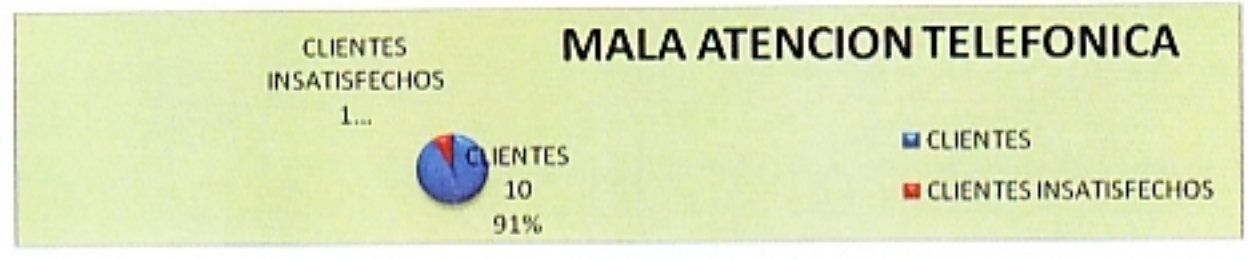 MALA ATENCION TELEFONICA
CLIENTES
INSATISFECHOS
1...
CLIENTES
10
91%
CLIENTES
CLIENTES INSATISFECHOS